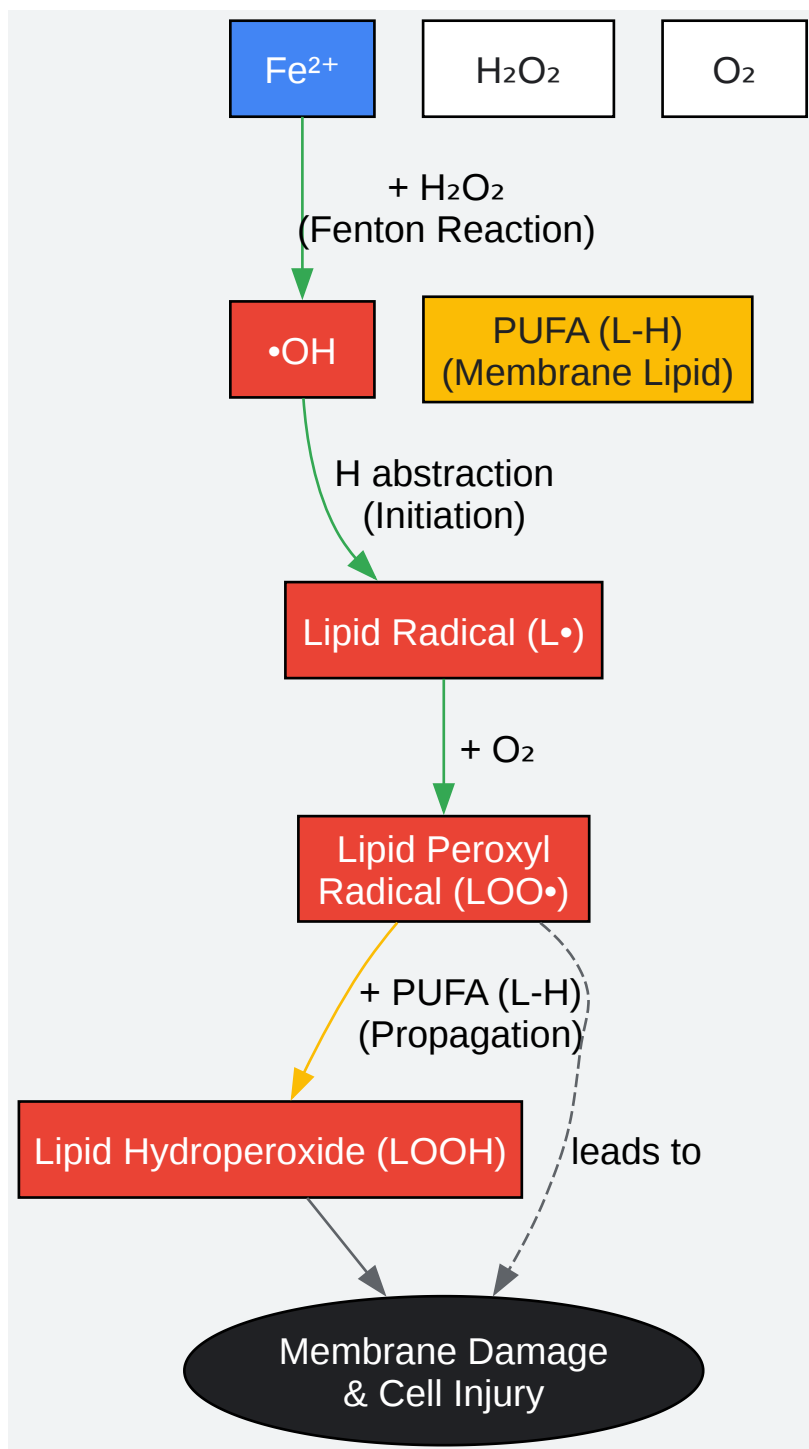 Fe²⁺
H₂O₂
O₂
+ H₂O₂
(Fenton Reaction)
•OH
PUFA (L-H)
(Membrane Lipid)
H abstraction
(Initiation)
Lipid Radical (L•)
+ O₂
Lipid Peroxyl
Radical (LOO•)
+ PUFA (L-H)
(Propagation)
Lipid Hydroperoxide (LOOH)
leads to
Membrane Damage
& Cell Injury